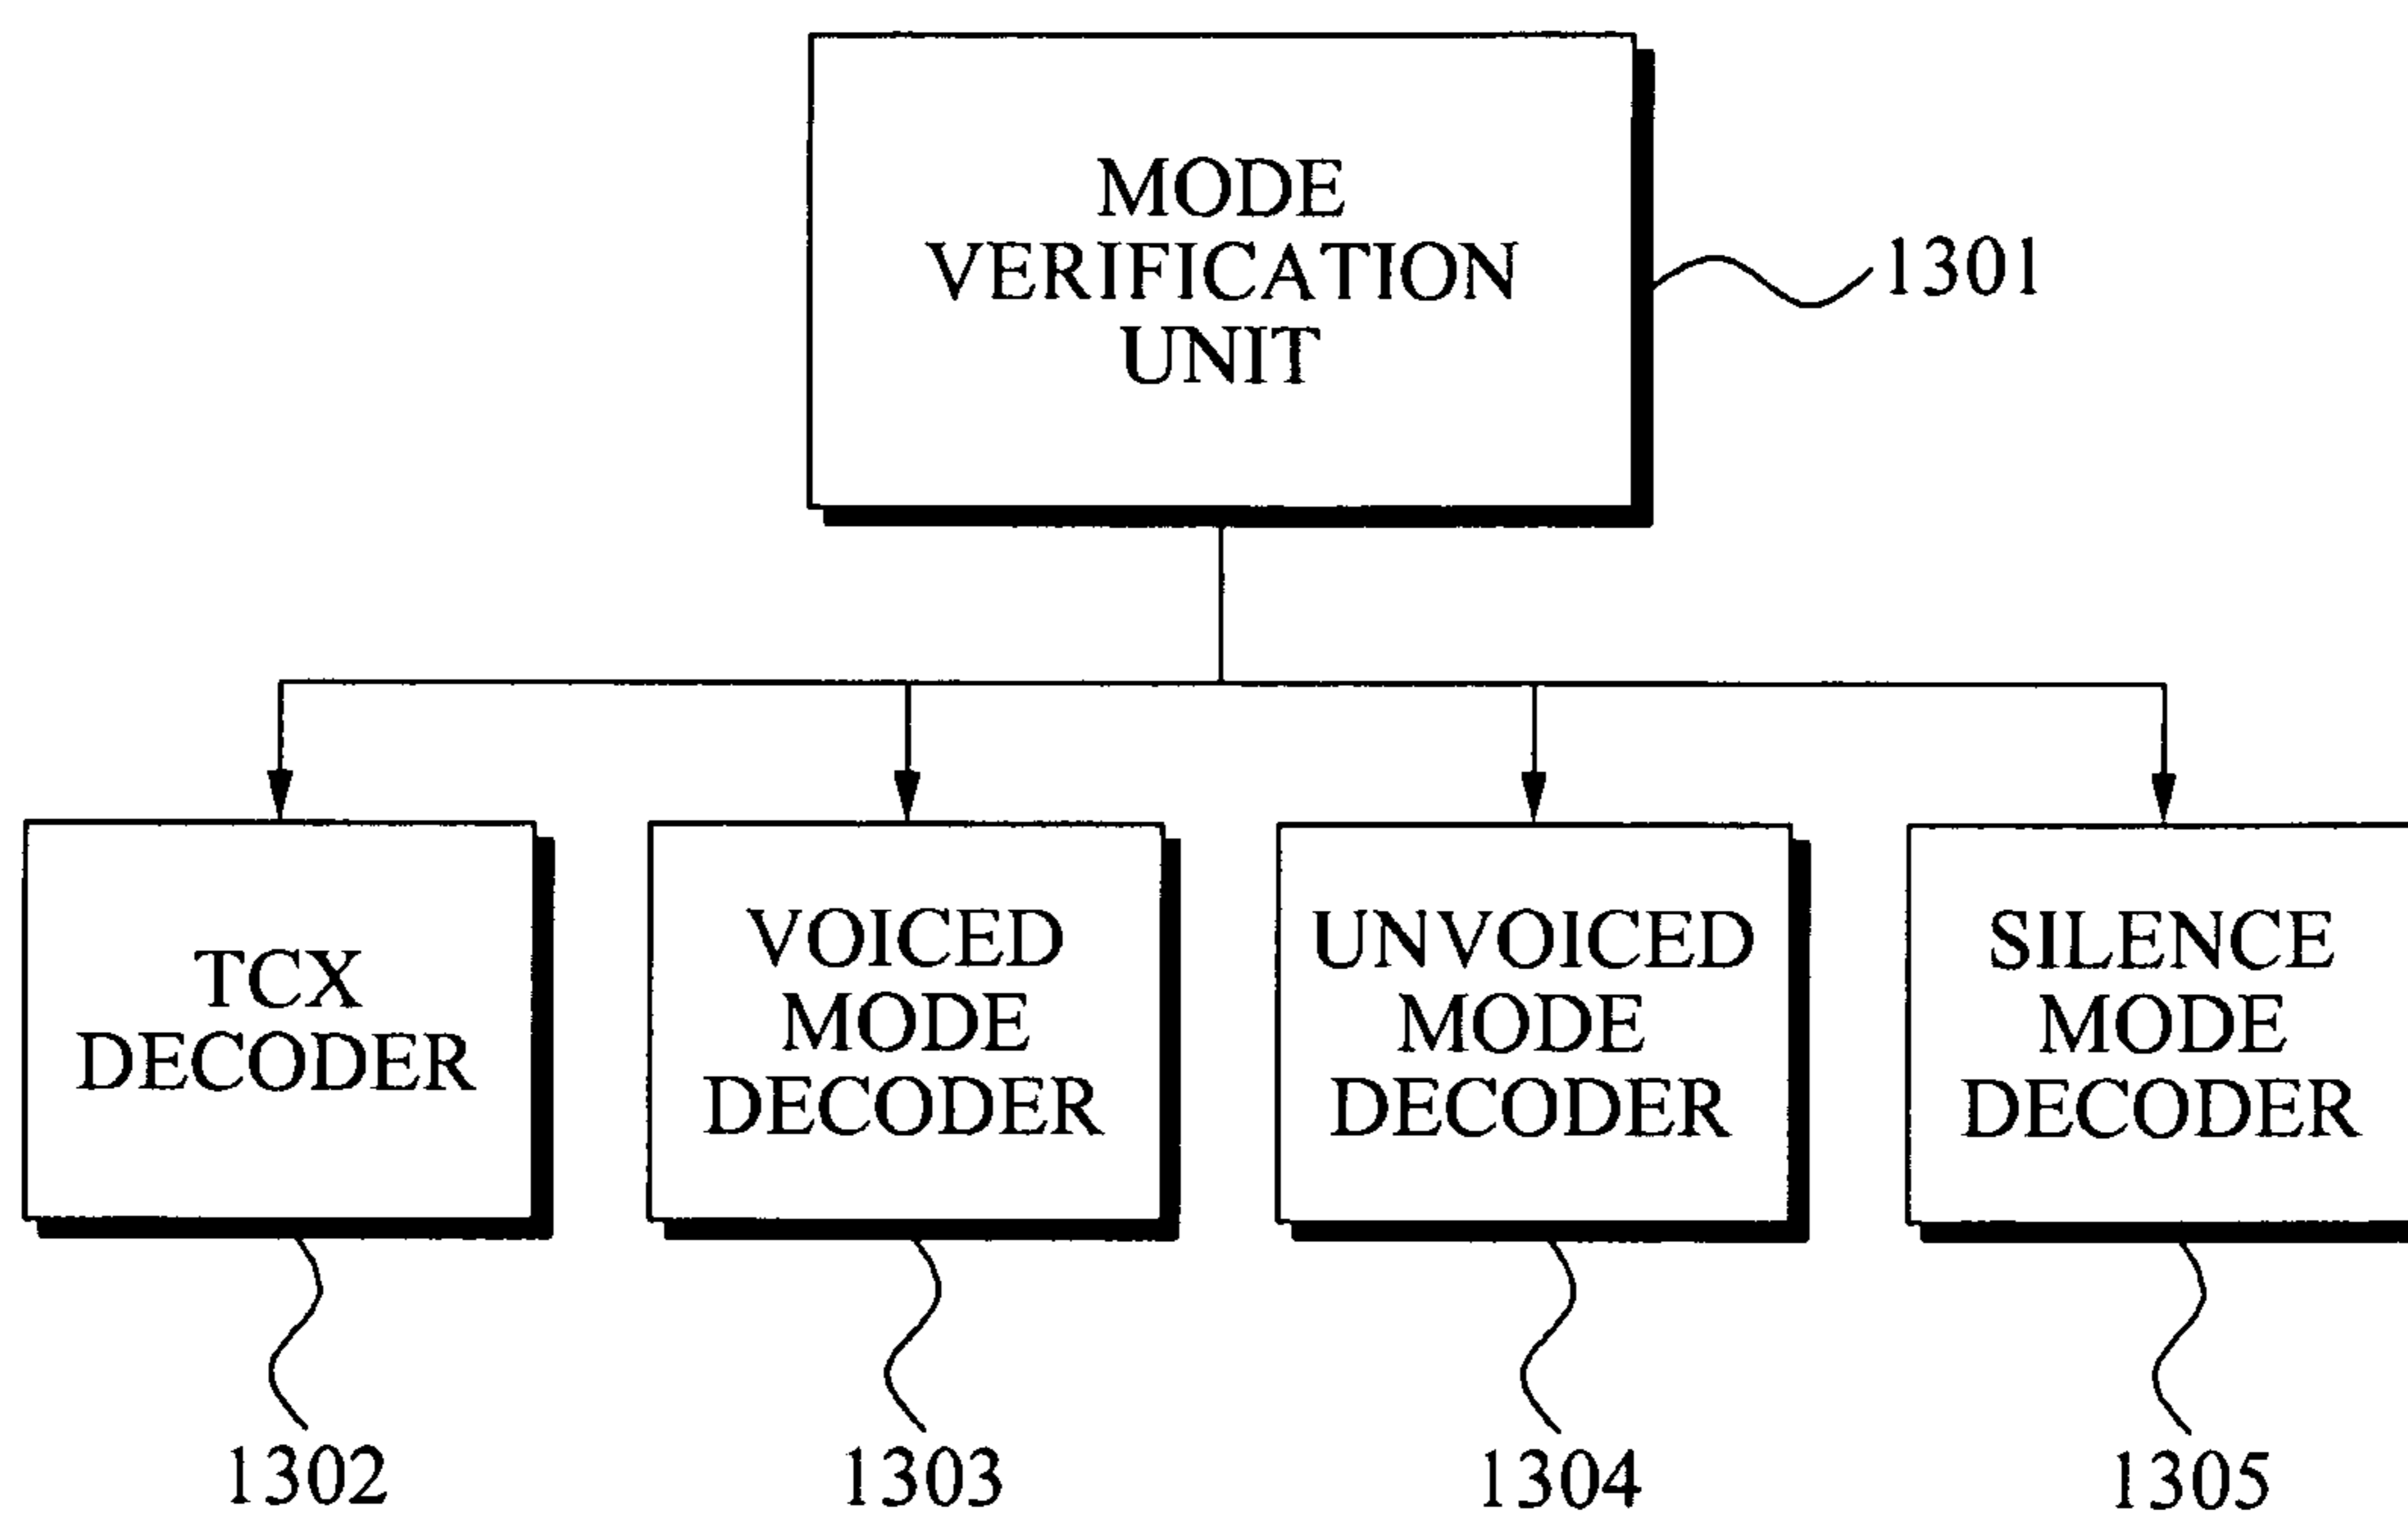 MODE
VERIFICATION
UNIT
1301
TCX
DECODER
VOICED
MODE
DECODER
UNVOICED
MODE
DECODER
SILENCE
MODE
DECODER
1302
1303
1304
1305